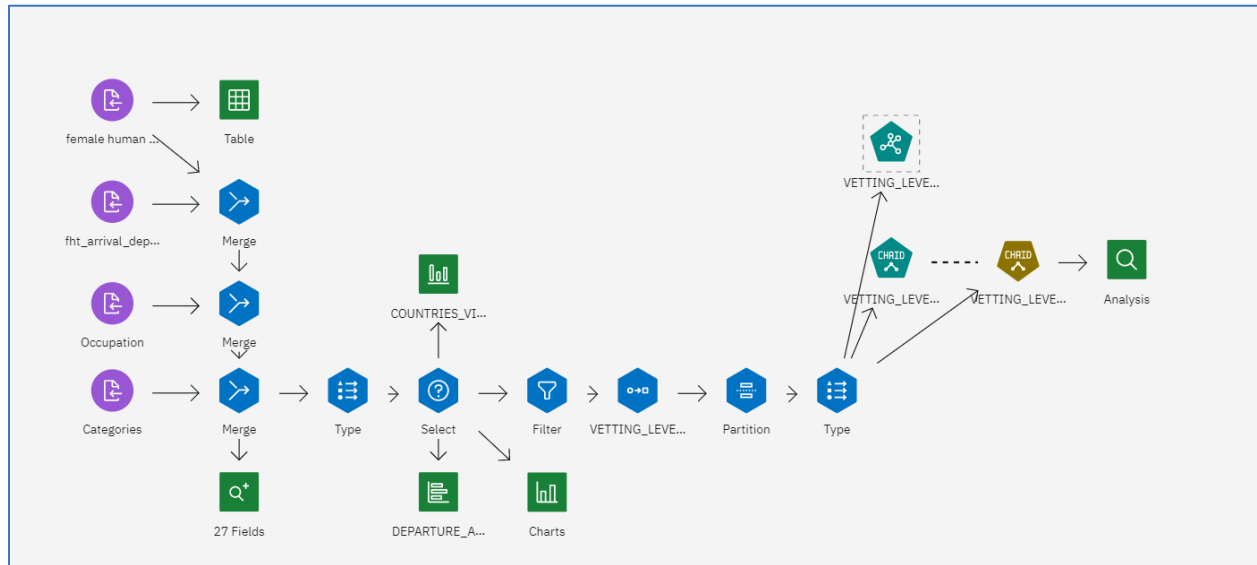 female human ...
Table
fht_arrival_dep...
Merge
Occupation
Merge
Categories
Merge
27 Fields
Type
COUNTRIES_VI...
Select
DEPARTURE_A...
Charts
Filter
VETTING_LEVE...
Partition
Type
VETTING_LEVE...
CHAID
VETTING_LEVE...
CHAID
VETTING_LEVE...
Analysis